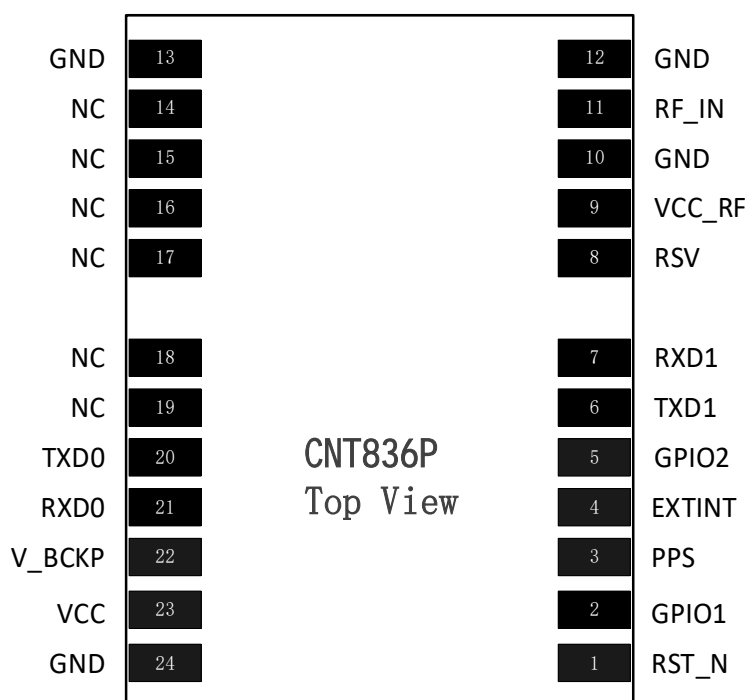 GND 13 12 GND
NC 14 11 RF_IN
NC 15 10 GND
NC 16 9 VCC_RF
NC 17 8 RSV
NC 18 7 RXD1
NC 19 6 TXD1
TXD0 20 5 GPIO2
CNT836P
RXD0 21 4 EXTINT
Top View
V_BCKP 22 3 PPS
VCC 23 2 GPIO1
GND 24 1 RST_N